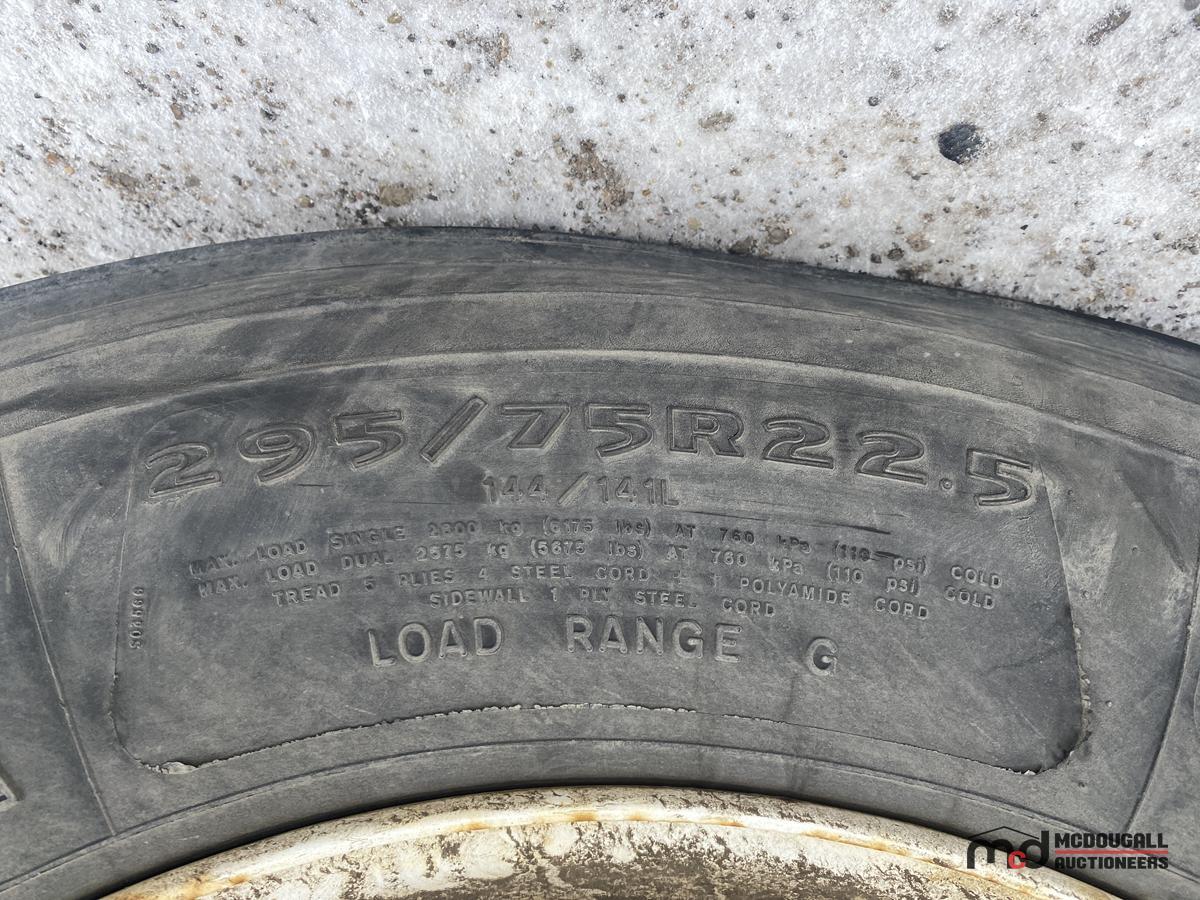 295/75R22.5
144/141L
MAX. LOAD SINGLE 2800 kg (6175 lbs) AT 760 kPa (110 psi) COLD
MAX. LOAD DUAL 2575 kg (5675 lbs) AT 760 kPa (110 psi) COLD
TREAD 5 PLIES 4 STEEL CORD + 1 POLYAMIDE CORD
SIDEWALL 1 PLY STEEL CORD
LOAD RANGE G
mcd MCDOUGALL
AUCTIONEERS